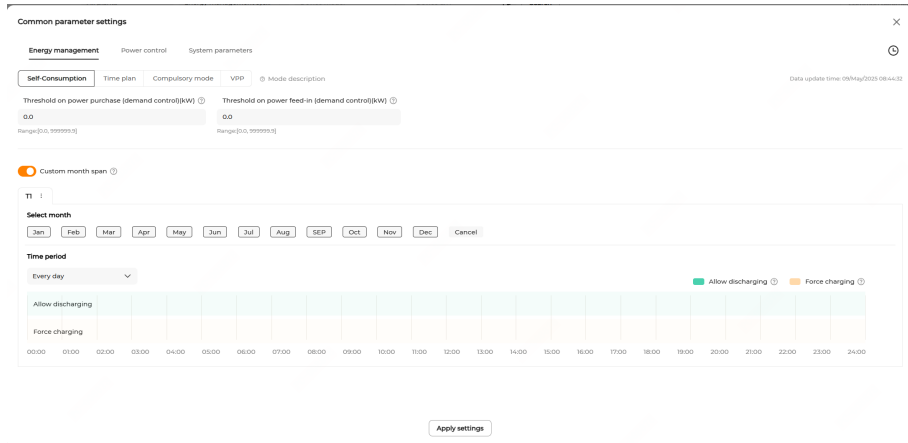 Common parameter settings
Energy management Power control System parameters
Self-Consumption Time plan Compulsory mode VPP Mode description Data update time: 09/May/2025 08:44:32
Threshold on power purchase (demand control)(kW) Threshold on power feed-in (demand control)(kW)
0.0 0.0
Range:[0.0, 999999.9] Range:[0.0, 999999.9]
Custom month span
T1
Select month
Jan Feb Mar Apr May Jun Jul Aug SEP Oct Nov Dec Cancel
Time period
Every day Allow discharging Force charging
Allow discharging
Force charging
00:00 01:00 02:00 03:00 04:00 05:00 06:00 07:00 08:00 09:00 10:00 11:00 12:00 13:00 14:00 15:00 16:00 17:00 18:00 19:00 20:00 21:00 22:00 23:00 24:00
Apply settings